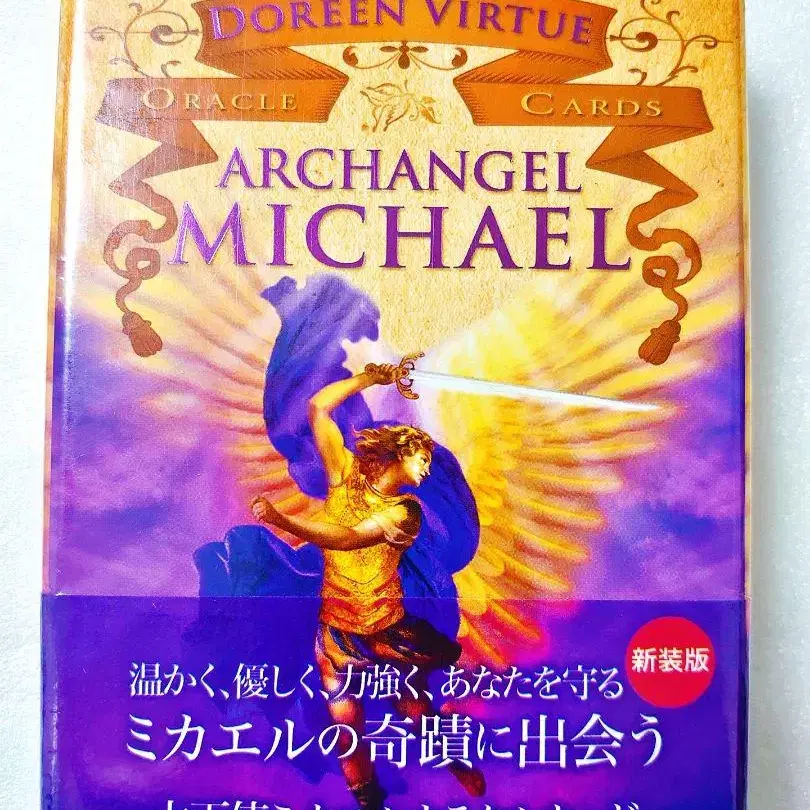 DOREEN VIRTUE
ORACLE CARDS
ARCHANGEL
MICHAEL
温かく、優しく、力強く、あなたを守る
新装版
ミカエルの奇蹟に出会う